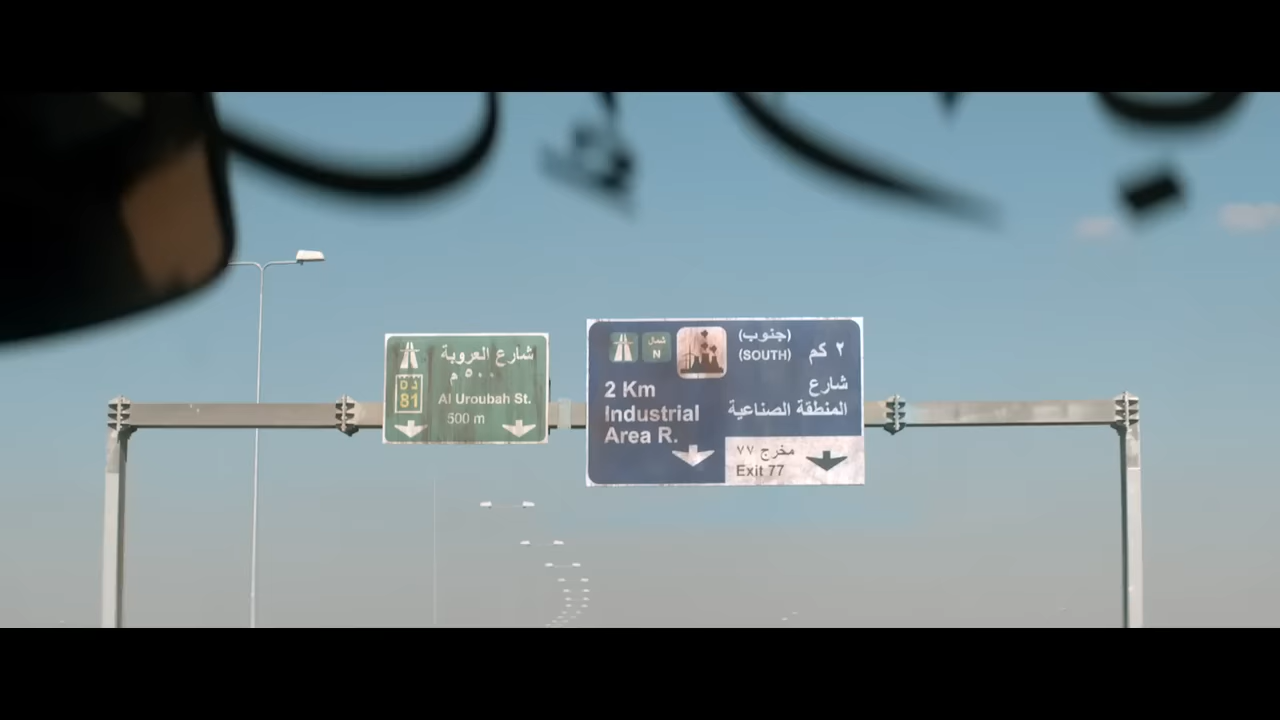 شارع العروبة
٥٠٠ م
DJ
81
Al Uroubah St.
500 m
شمال
N
(جنوب)
(SOUTH)
٢ كم
2 Km
Industrial
Area R.
شارع
المنطقة الصناعية
مخرج ٧٧
Exit 77